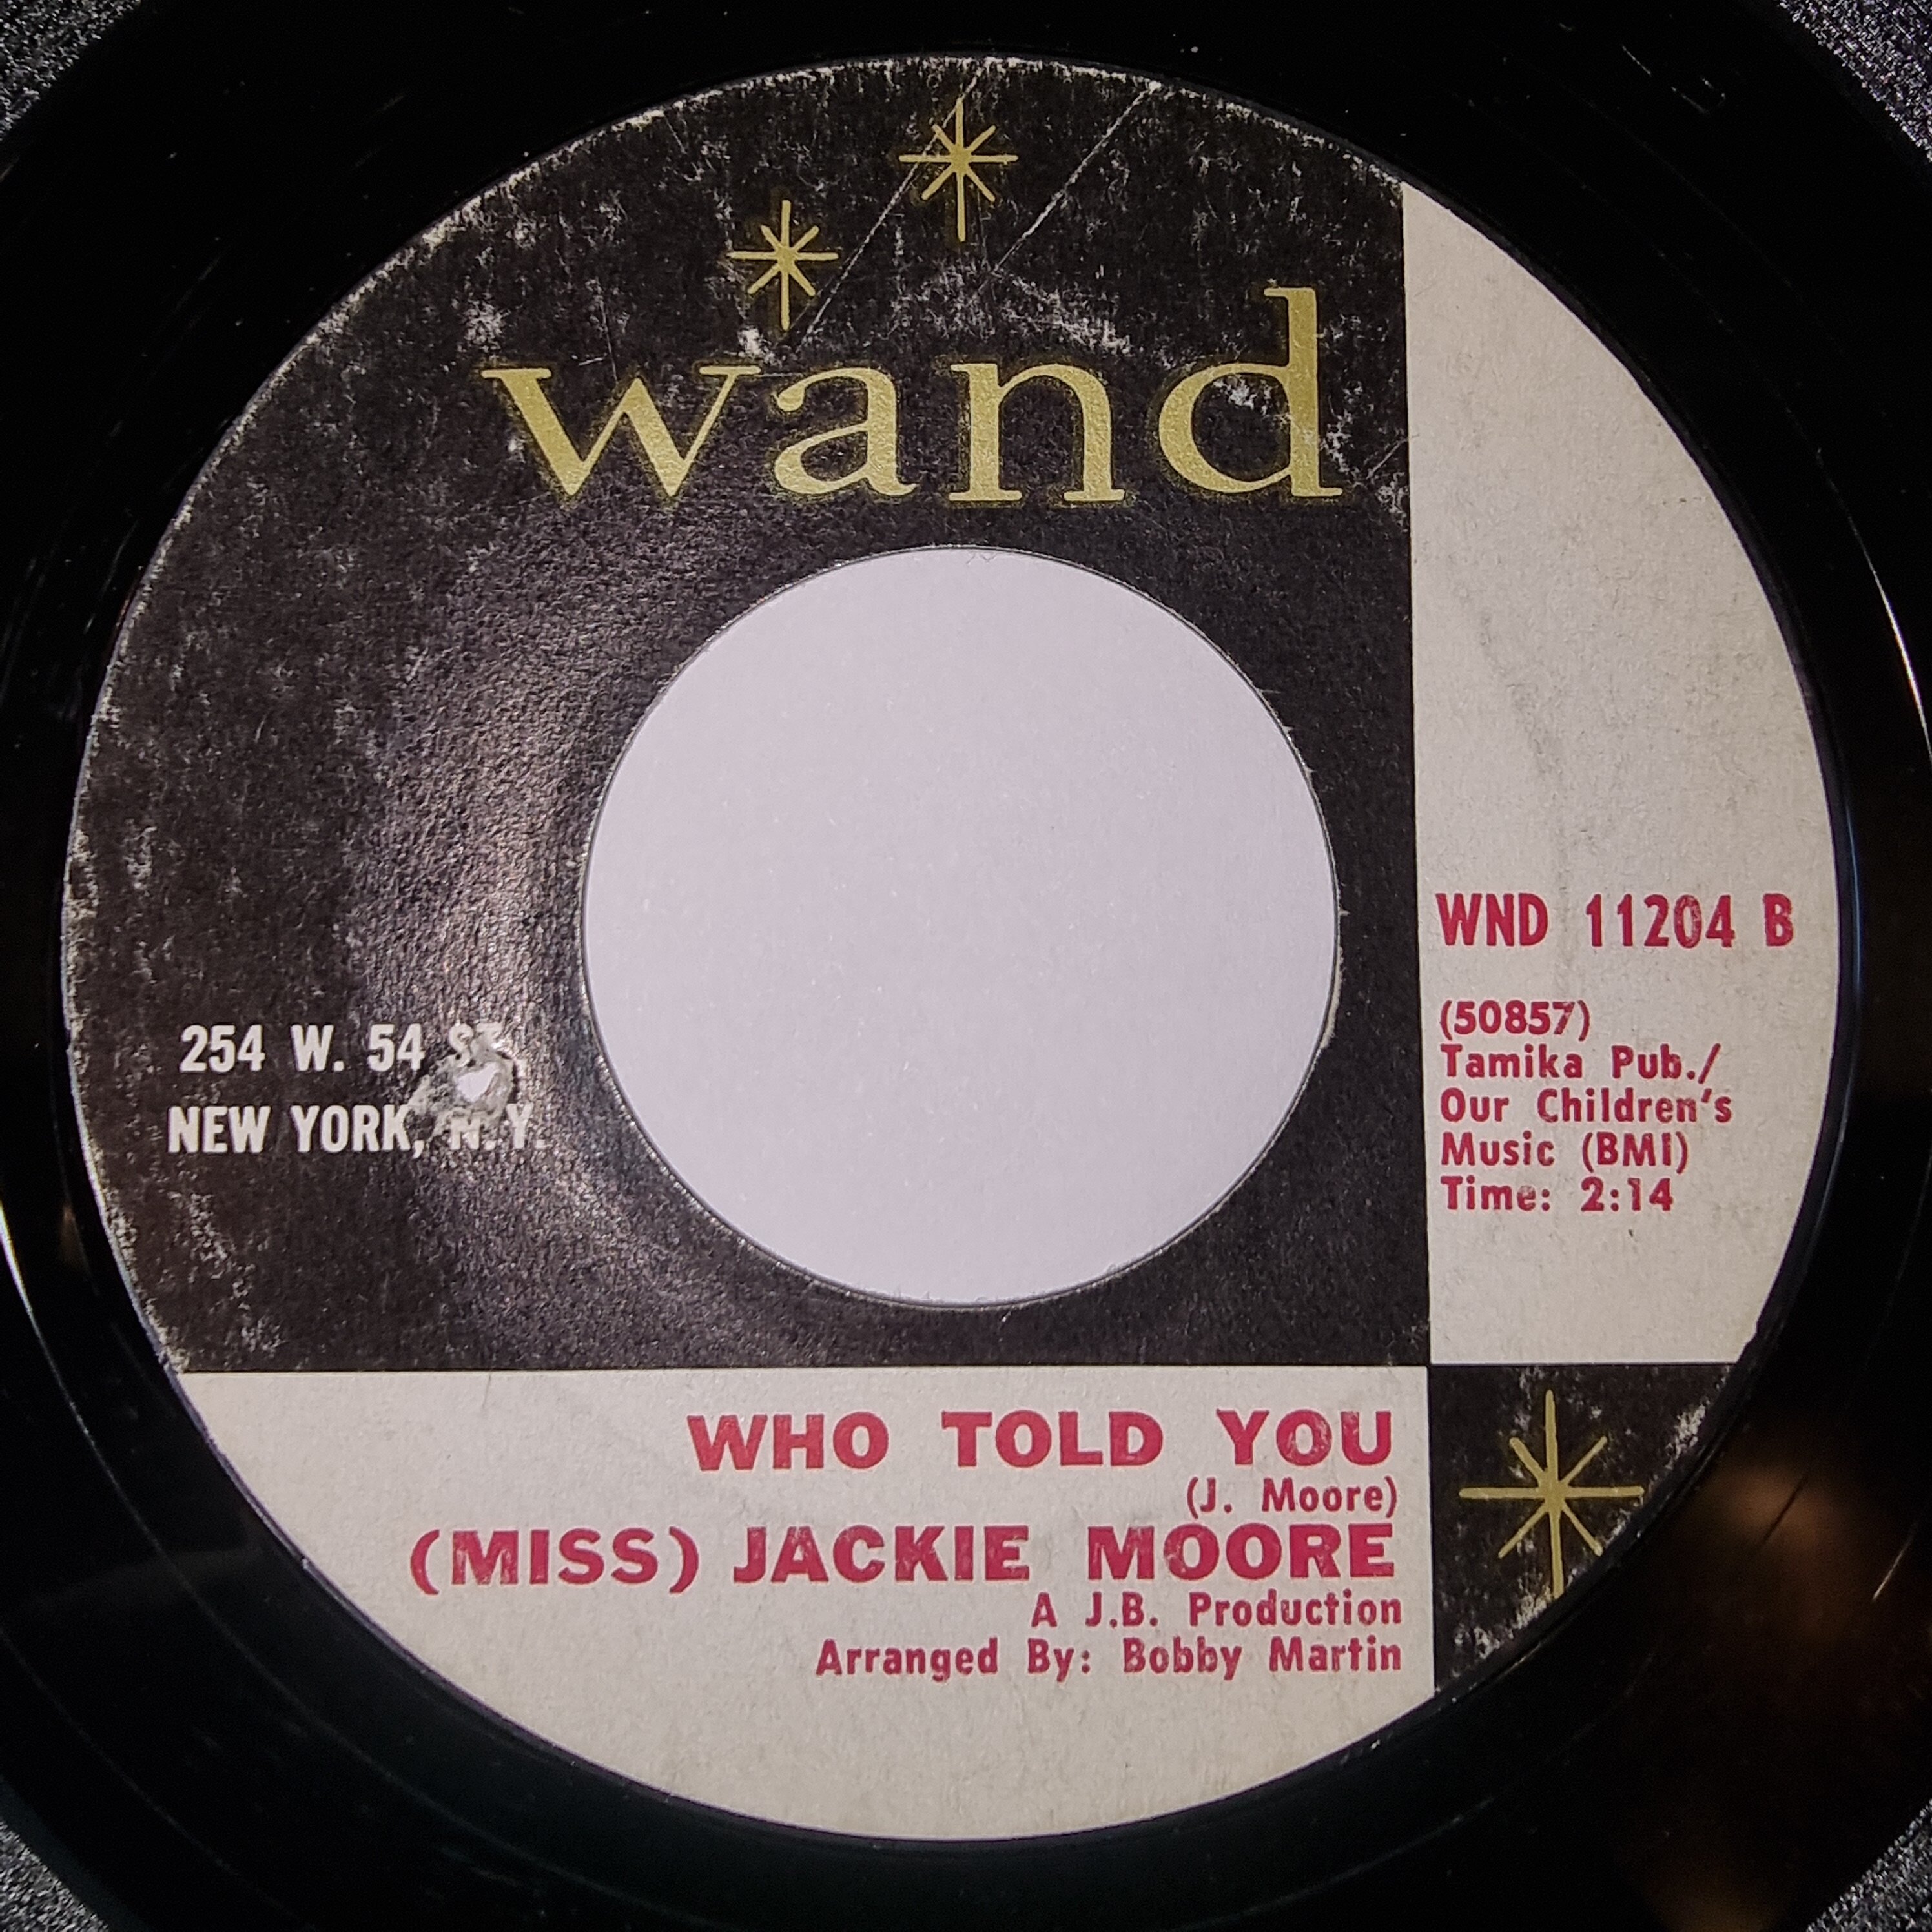 wand
254 W. 54 ST.
NEW YORK, N.Y.
WND 11204 B
(50857)
Tamika Pub./
Our Children's
Music (BMI)
Time: 2:14
WHO TOLD YOU
(J. Moore)
(MISS) JACKIE MOORE
A J.B. Production
Arranged By: Bobby Martin